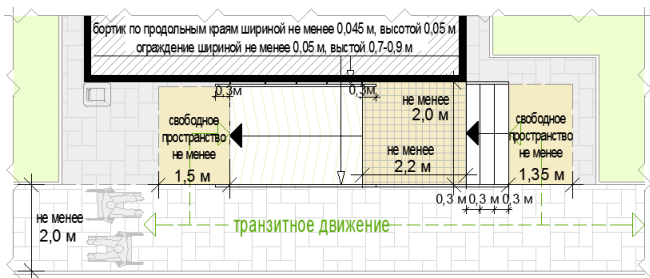 бортик по продольным краям шириной не менее 0,045 м, высотой 0,05 м
ограждение шириной не менее 0,05 м, выстой 0,7-0,9 м
0,3м
0,3м
свободное
пространство
не менее
1,5 м
не менее
2,0 м
не менее
2,2 м
свободное
пространство
не менее
1,35 м
0,3 м
0,3 м
0,3 м
не менее
2,0 м
транзитное движение